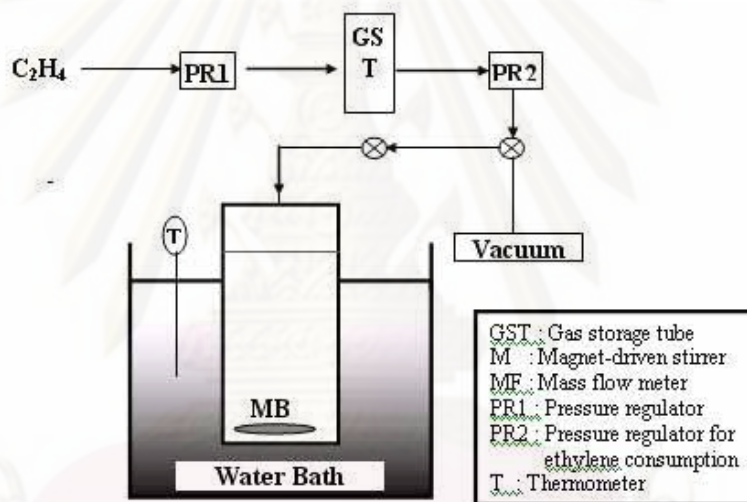 GS
T
C₂H₄
PR1
PR2
T
Vacuum
MB
Water Bath
GST : Gas storage tube
M : Magnet-driven stirrer
MF : Mass flow meter
PR1 : Pressure regulator
PR2 : Pressure regulator for
ethylene consumption
T : Thermometer